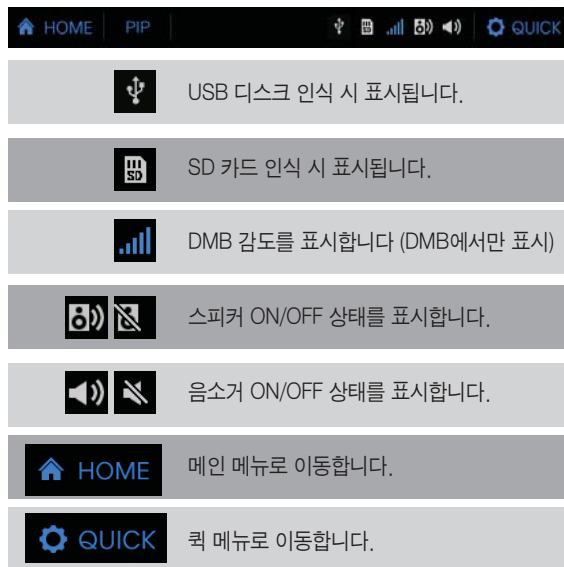 HOME PIP QUICK
USB 디스크 인식 시 표시됩니다.
SD SD 카드 인식 시 표시됩니다.
DMB 감도를 표시합니다 (DMB에서만 표시)
스피커 ON/OFF 상태를 표시합니다.
음소거 ON/OFF 상태를 표시합니다.
HOME 메인 메뉴로 이동합니다.
QUICK 퀵 메뉴로 이동합니다.